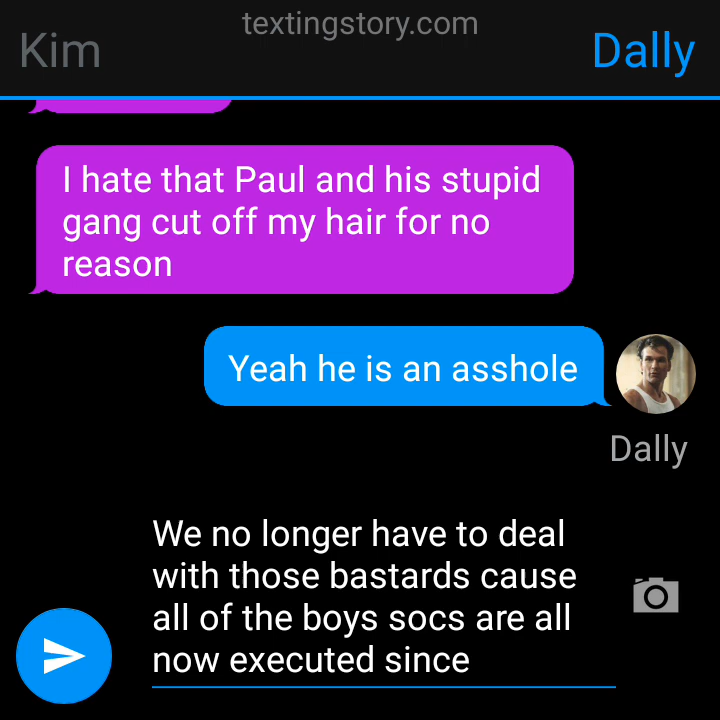 textingstory.com
Kim
Dally
I hate that Paul and his stupid
gang cut off my hair for no
reason
Yeah he is an asshole
Dally
We no longer have to deal
with those bastards cause
all of the boys socs are all
now executed since